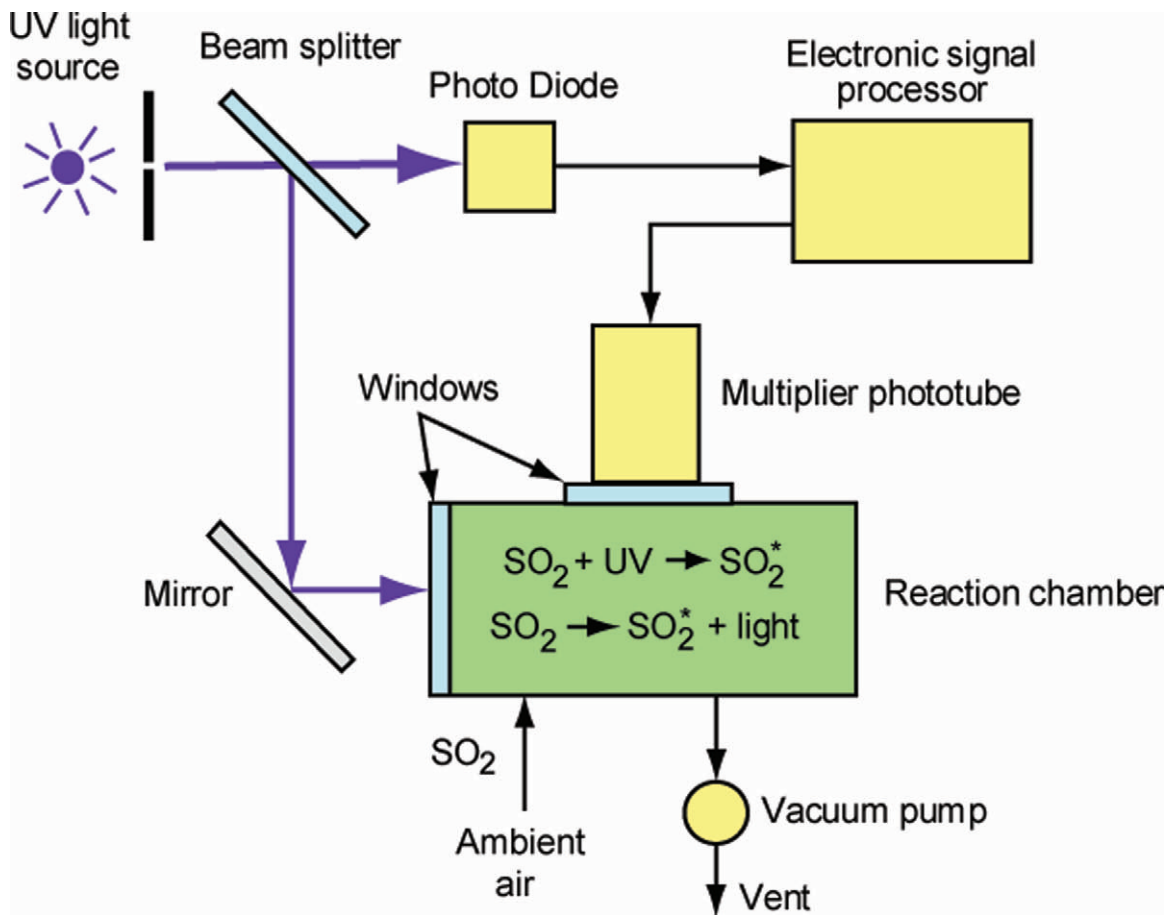 UV light
source
Beam splitter
Photo Diode
Electronic signal
processor
Windows
Multiplier phototube
Mirror
SO₂ + UV → SO₂*
SO₂ → SO₂* + light
Reaction chamber
SO₂
Ambient
air
Vacuum pump
Vent